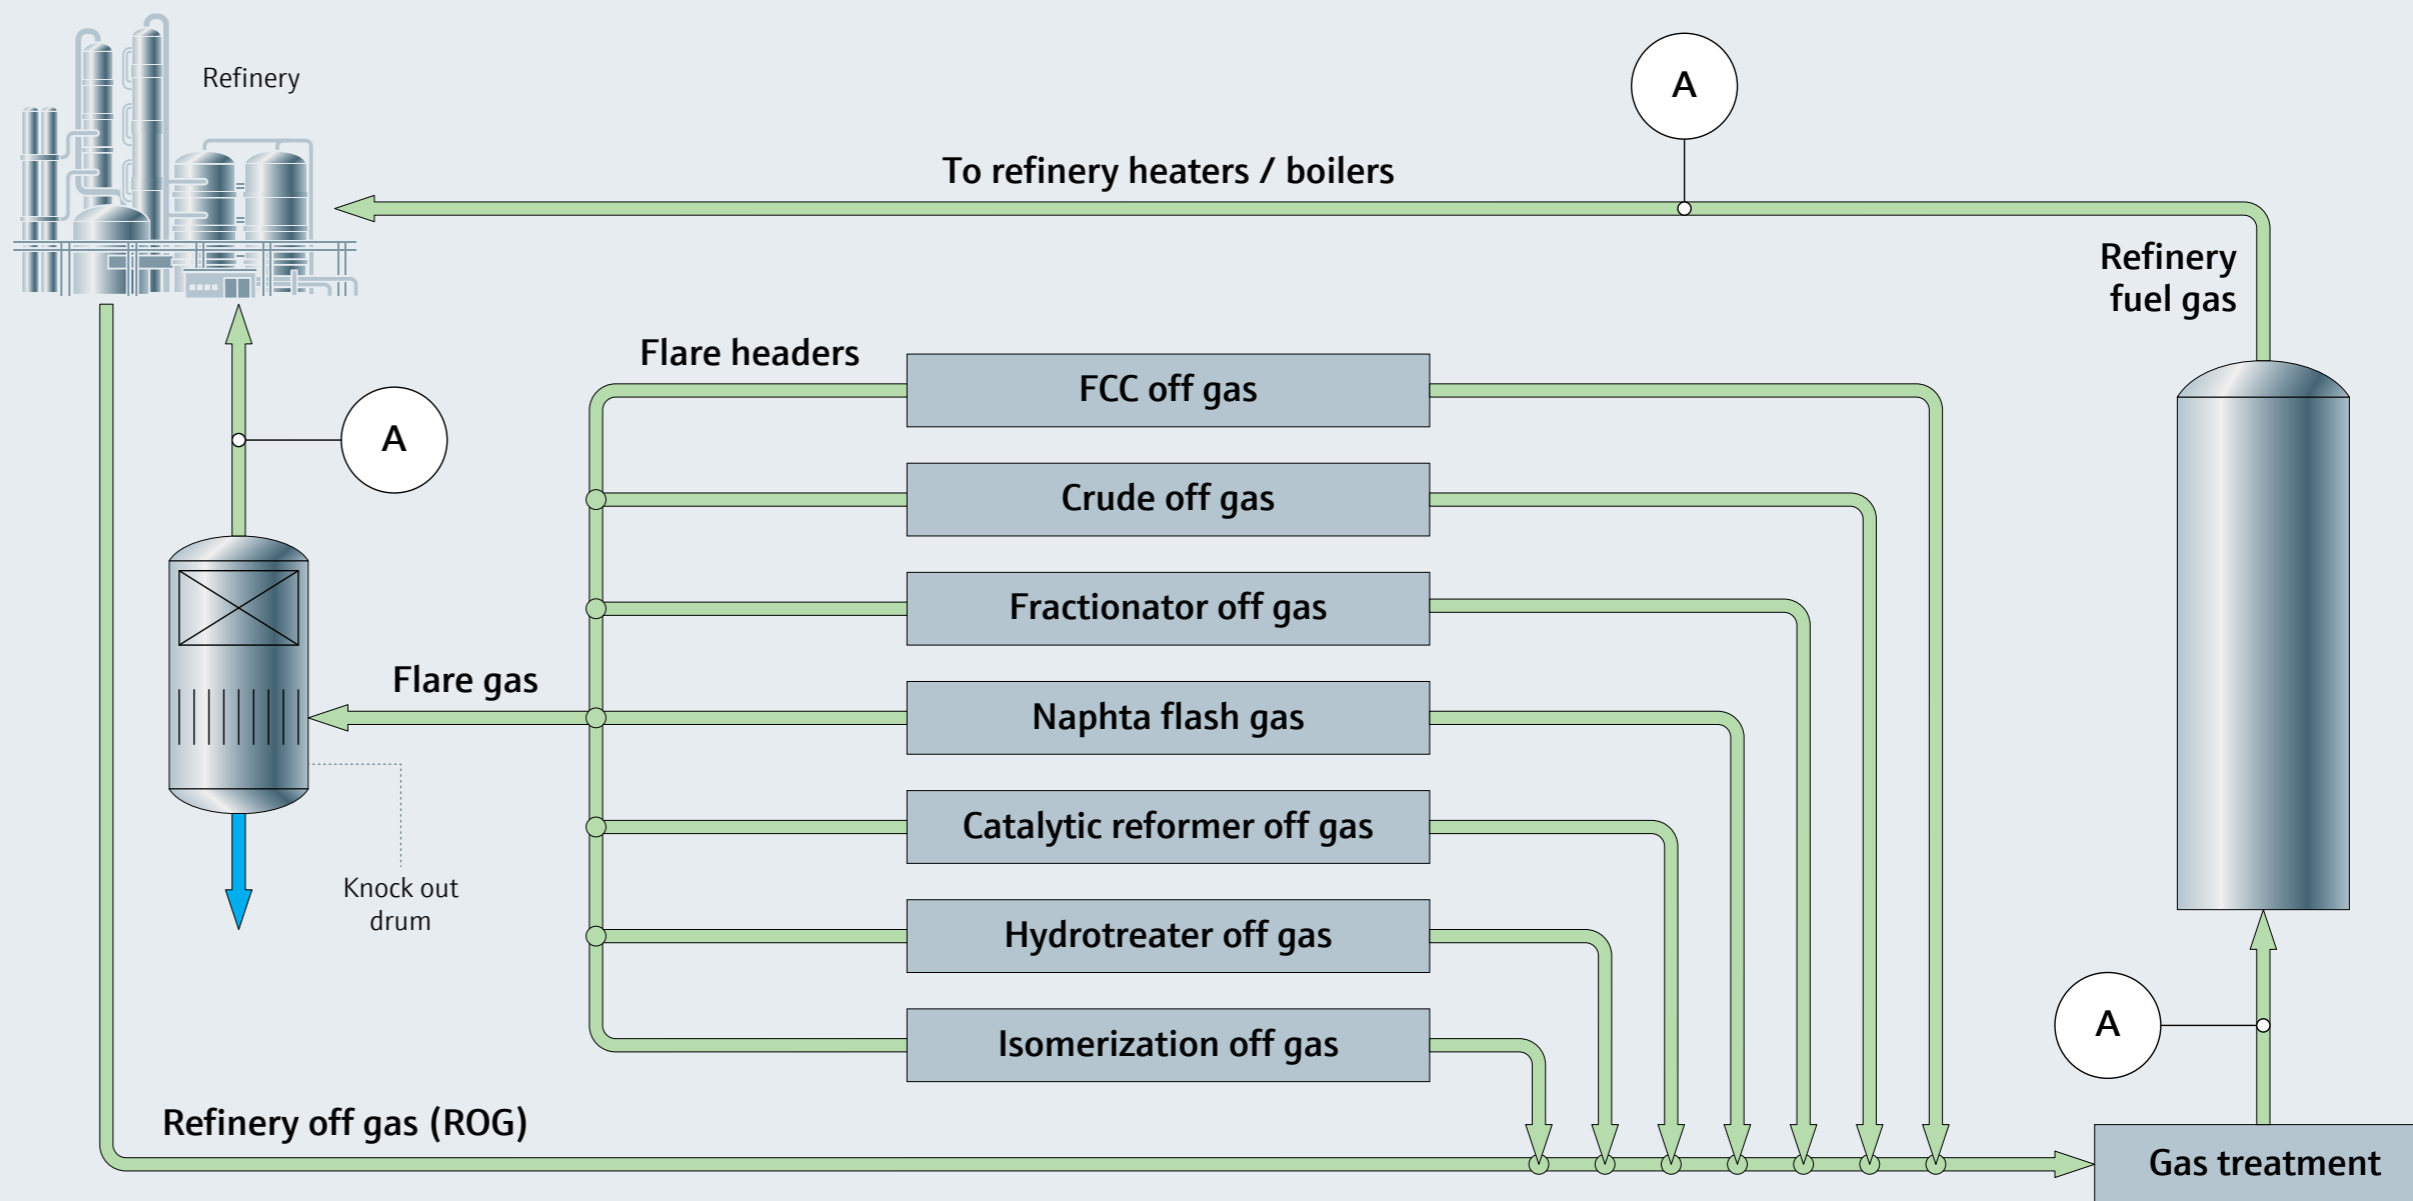 Refinery
A
To refinery heaters / boilers
Refinery
fuel gas
Flare headers
FCC off gas
A
Crude off gas
Fractionator off gas
Flare gas
Naphta flash gas
Catalytic reformer off gas
Knock out
drum
Hydrotreater off gas
A
Isomerization off gas
Refinery off gas (ROG)
Gas treatment